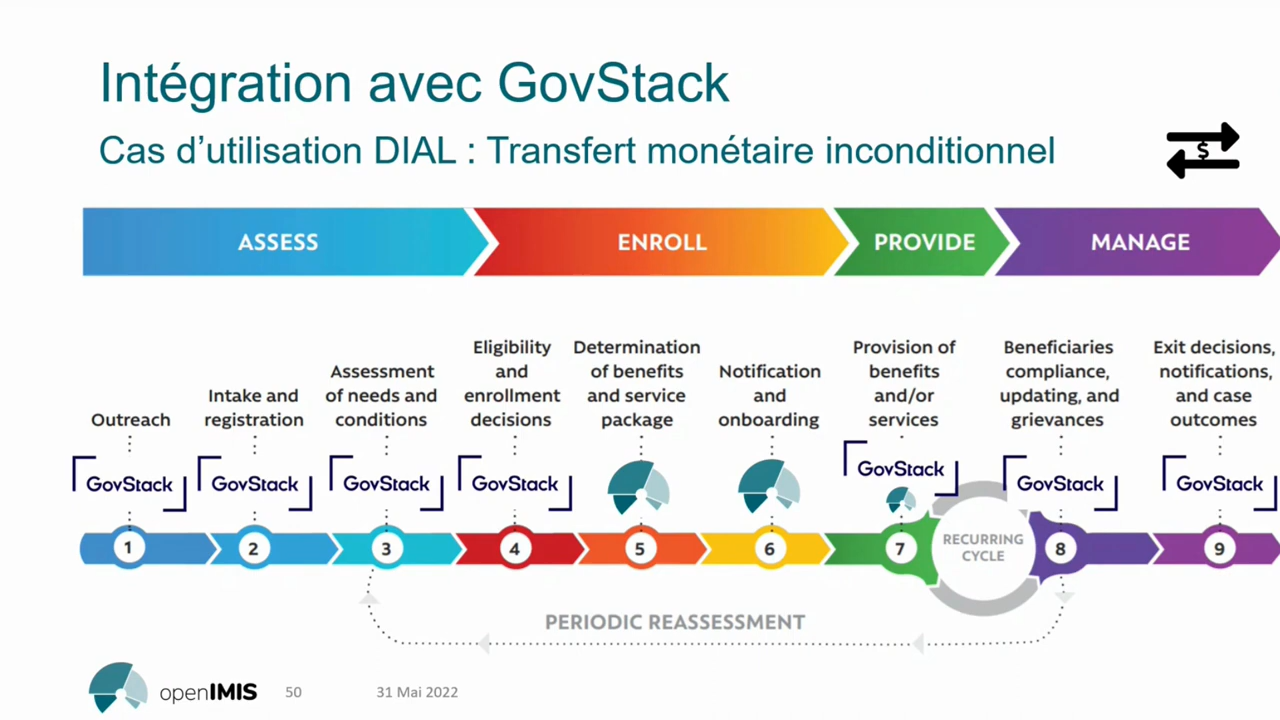 Intégration avec GovStack
Cas d’utilisation DIAL : Transfert monétaire inconditionnel
$
ASSESS
ENROLL
PROVIDE
MANAGE
Outreach
Intake and
registration
Assessment
of needs and
conditions
Eligibility
and
enrollment
decisions
Determination
of benefits
and service
package
Notification
and
onboarding
Provision of
benefits
and/or
services
Beneficiaries
compliance,
updating, and
grievances
Exit decisions,
notifications,
and case
outcomes
GovStack
GovStack
GovStack
GovStack
GovStack
GovStack
GovStack
1
2
3
4
5
6
7
RECURRING
CYCLE
8
9
PERIODIC REASSESSMENT
openIMIS
50
31 Mai 2022